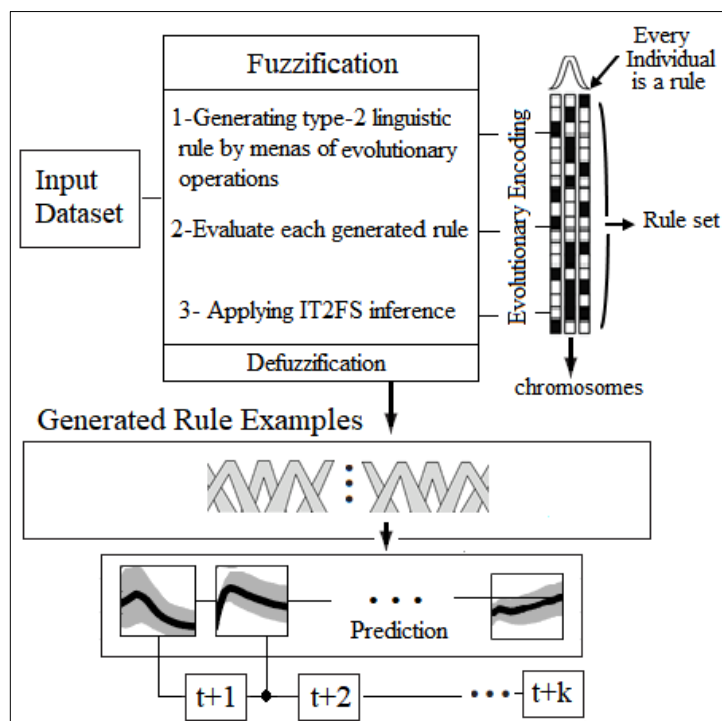 Fuzzification
1-Generating type-2 linguistic
rule by menas of evolutionary
operations
2-Evaluate each generated rule
3- Applying IT2FS inference
Defuzzification
Input
Dataset
Evolutionary Encoding
Every
Individual
is a rule
Rule set
chromosomes
Generated Rule Examples
Prediction
t+1
t+2
t+k